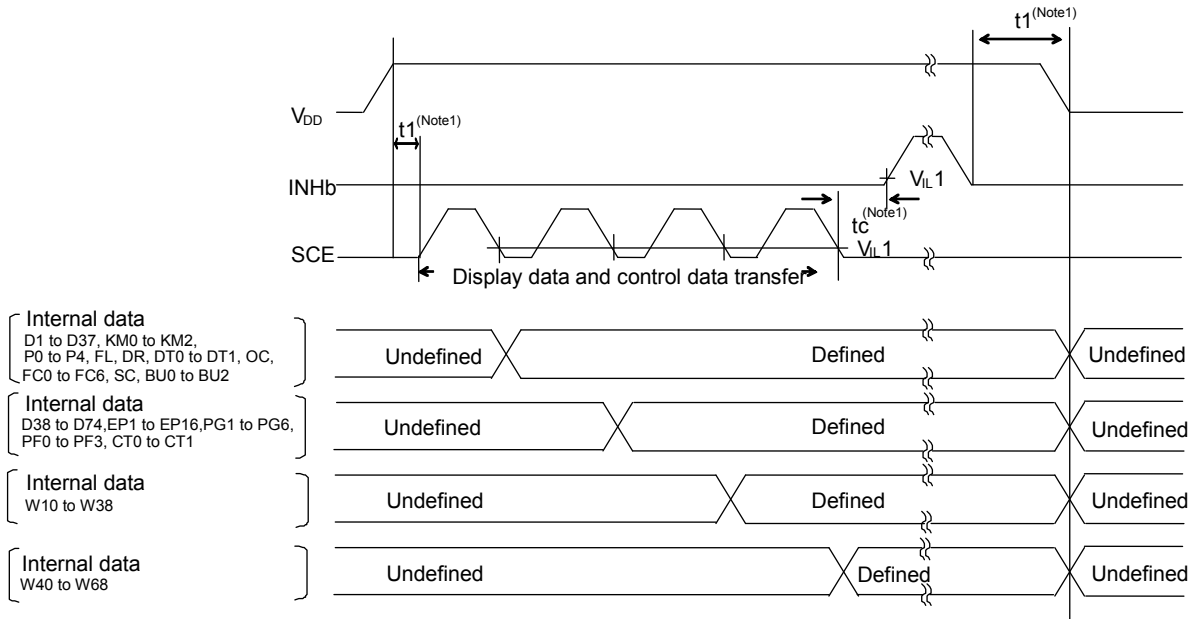 t1(Note1)
VDD
t1(Note1)
INHb
VIL1
tc(Note1)
VIL1
SCE
Display data and control data transfer
Internal data
D1 to D37, KM0 to KM2,
P0 to P4, FL, DR, DT0 to DT1, OC,
FC0 to FC6, SC, BU0 to BU2
Undefined
Defined
Undefined
Internal data
D38 to D74,EP1 to EP16,PG1 to PG6,
PF0 to PF3, CT0 to CT1
Undefined
Defined
Undefined
Internal data
W10 to W38
Undefined
Defined
Undefined
Internal data
W40 to W68
Undefined
Defined
Undefined